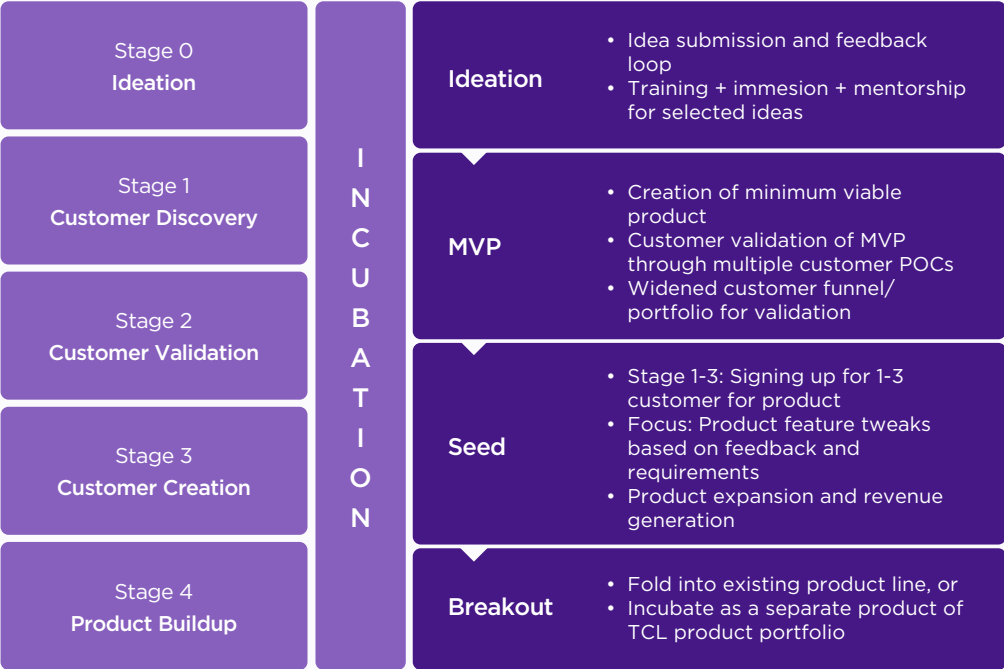 Stage 0
Ideation
Stage 1
Customer Discovery
Stage 2
Customer Validation
Stage 3
Customer Creation
Stage 4
Product Buildup
INCUBATION
Ideation
• Idea submission and feedback
loop
• Training + immesion + mentorship
for selected ideas
MVP
• Creation of minimum viable
product
• Customer validation of MVP
through multiple customer POCs
• Widened customer funnel/
portfolio for validation
Seed
• Stage 1-3: Signing up for 1-3
customer for product
• Focus: Product feature tweaks
based on feedback and
requirements
• Product expansion and revenue
generation
Breakout
• Fold into existing product line, or
• Incubate as a separate product of
TCL product portfolio